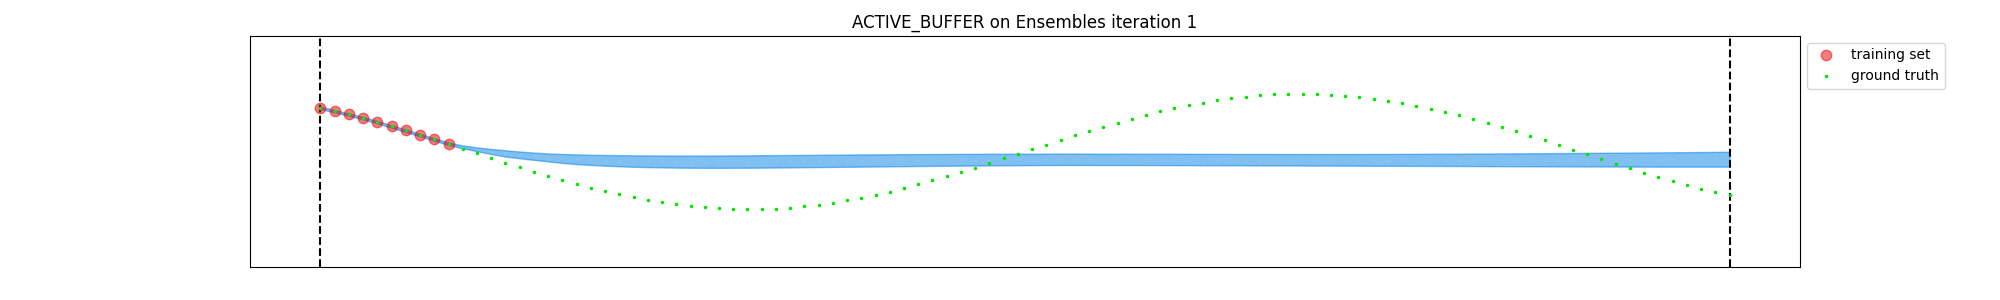 ACTIVE_BUFFER on Ensembles iteration 1
training set
ground truth